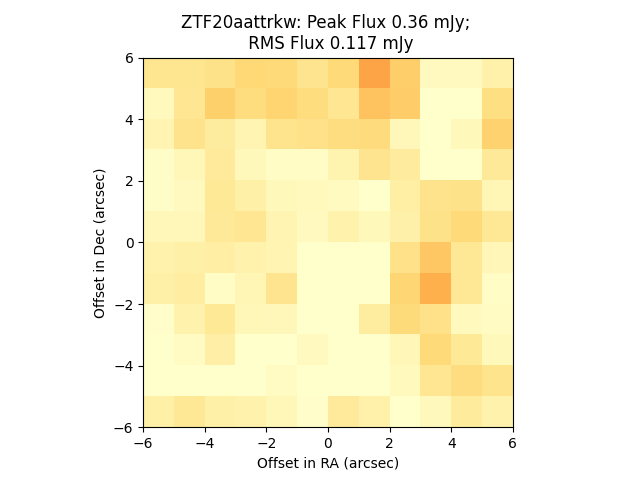 ZTF20aattrkw: Peak Flux 0.36 mJy;
RMS Flux 0.117 mJy
6
4
2
0
−2
−4
−6
Offset in Dec (arcsec)
−6 −4 −2 0 2 4 6
Offset in RA (arcsec)